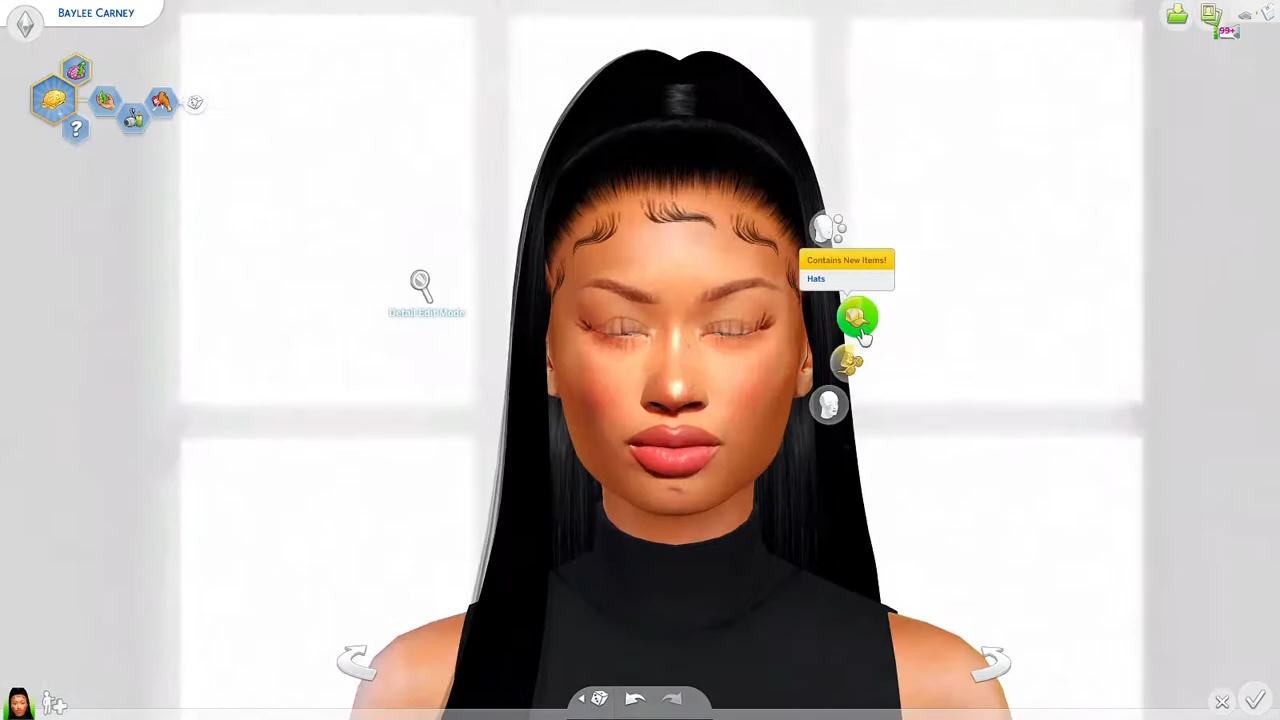 BAYLEE CARNEY
99+
?
Contains New Items!
Hats
Detail Edit Mode